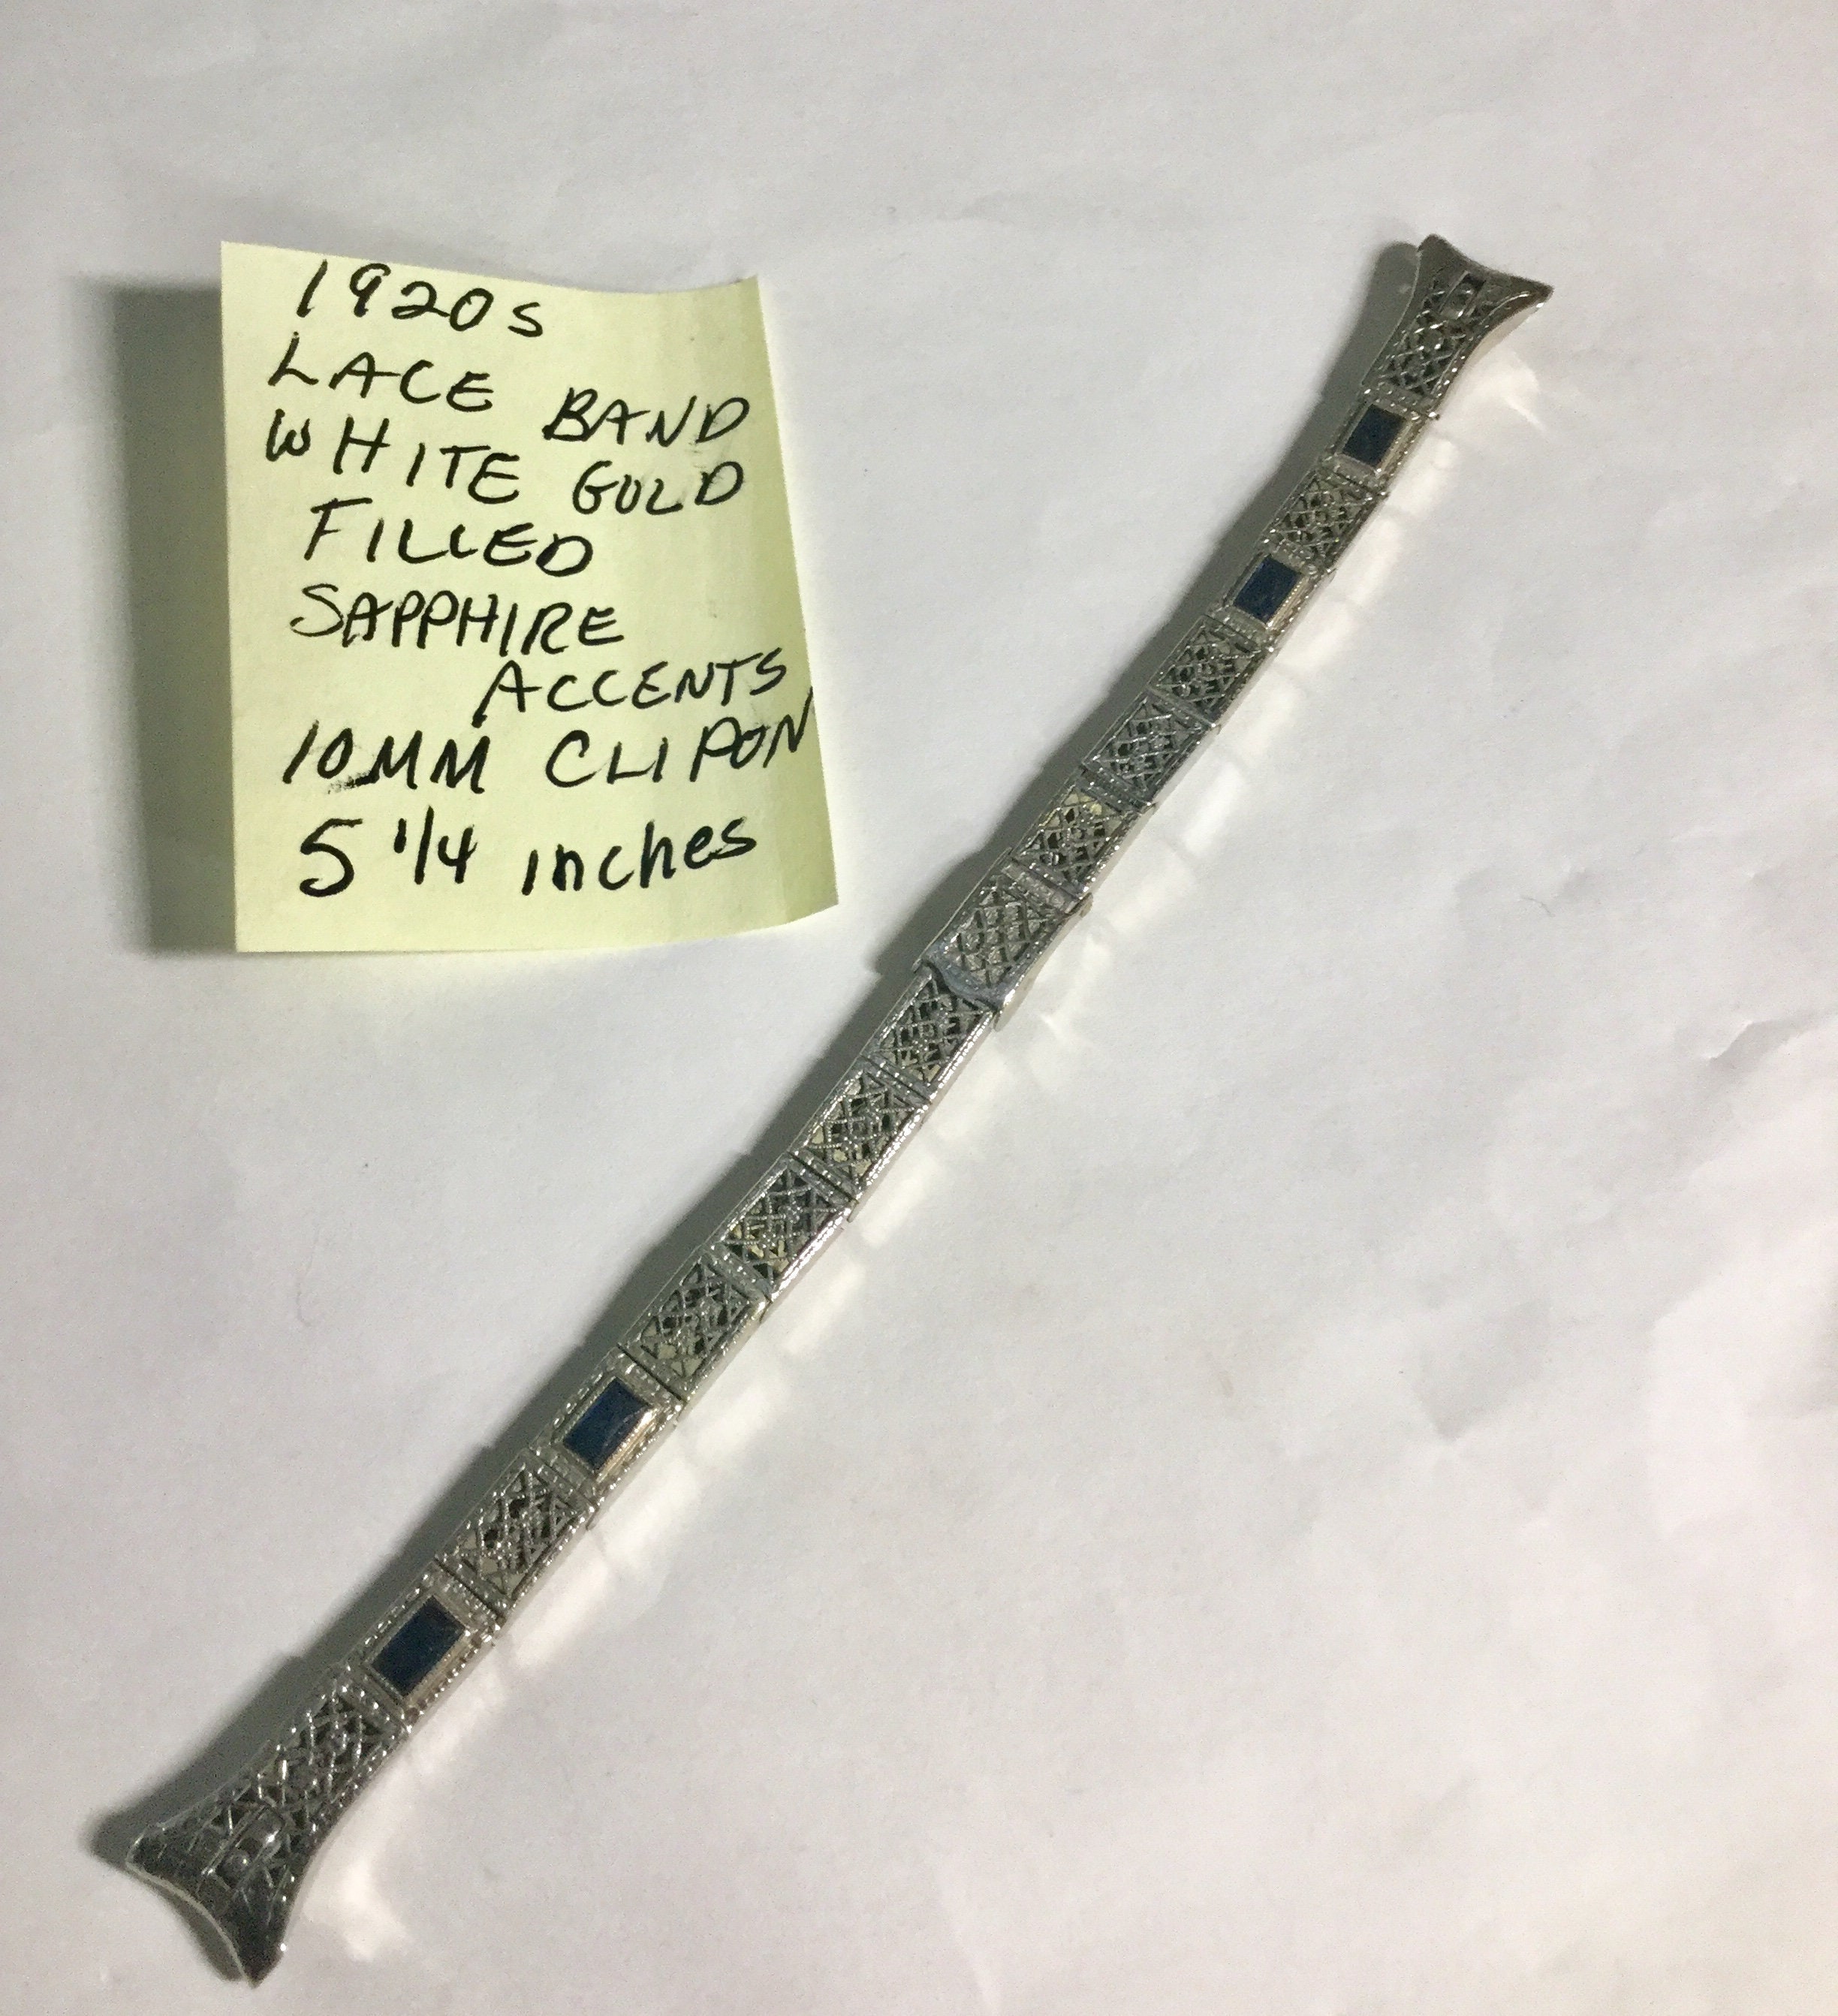 1920s
LACE BAND
WHITE GOLD
FILLED
SAPPHIRE
ACCENTS
10MM CLIPON
5 1/4 inches